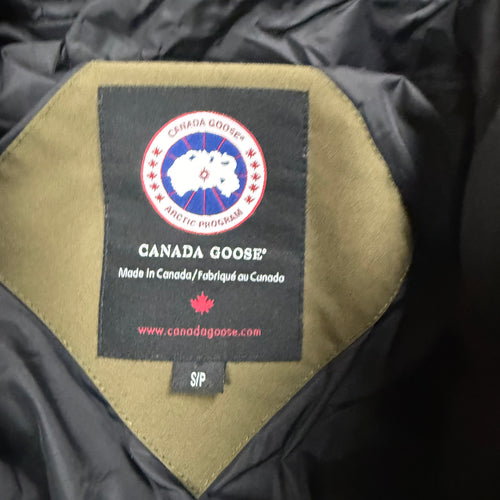 CANADA GOOSE®
ARCTIC PROGRAM
CANADA GOOSE®
Made in Canada/Fabriqué au Canada
www.canadagoose.com
S/P